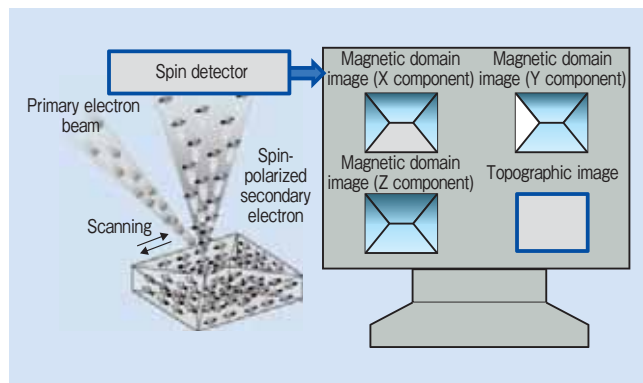 Spin detector
Primary electron
beam
Spin-
polarized
secondary
electron
Scanning
Magnetic domain
image (X component)
Magnetic domain
image (Y component)
Magnetic domain
image (Z component)
Topographic image